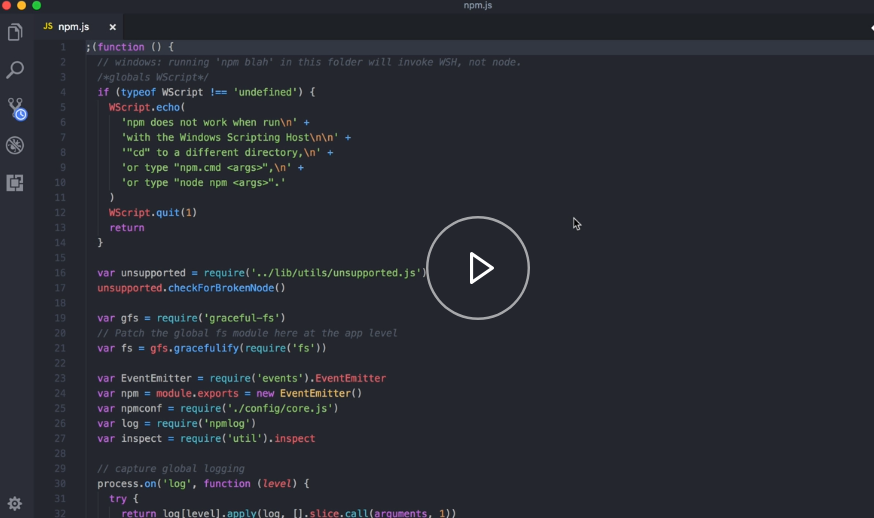 npm.js
JS npm.js ×
1 ;(function () {
2 // windows: running 'npm blah' in this folder will invoke WSH, not node.
3 /*globals WScript*/
4 if (typeof WScript !== 'undefined') {
5 WScript.echo(
6 'npm does not work when run\n' +
7 'with the Windows Scripting Host\n\n' +
8 '"cd" to a different directory,\n' +
9 'or type "npm.cmd <args>",\n' +
10 'or type "node npm <args>".'
11 )
12 WScript.quit(1)
13 return
14 }
15
16 var unsupported = require('../lib/utils/unsupported.js')
17 unsupported.checkForBrokenNode()
18
19 var gfs = require('graceful-fs')
20 // Patch the global fs module here at the app level
21 var fs = gfs.gracefulify(require('fs'))
22
23 var EventEmitter = require('events').EventEmitter
24 var npm = module.exports = new EventEmitter()
25 var npmconf = require('./config/core.js')
26 var log = require('npmlog')
27 var inspect = require('util').inspect
28
29 // capture global logging
30 process.on('log', function (level) {
31 try {
32 return log[level].apply(log, [].slice.call(arguments, 1))